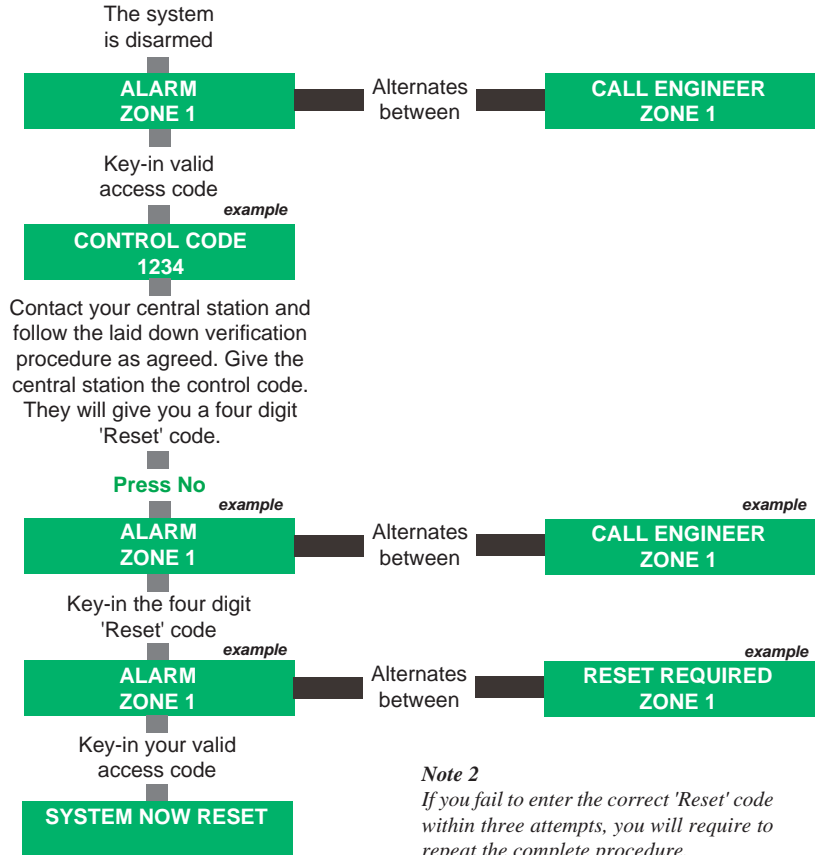 The system
is disarmed
ALARM
ZONE 1
Alternates
between
CALL ENGINEER
ZONE 1
Key-in valid
access code
example
CONTROL CODE
1234
Contact your central station and
follow the laid down verification
procedure as agreed. Give the
central station the control code.
They will give you a four digit
'Reset' code.
Press No
example
ALARM
ZONE 1
Alternates
between
example
CALL ENGINEER
ZONE 1
Key-in the four digit
'Reset' code
example
ALARM
ZONE 1
Alternates
between
example
RESET REQUIRED
ZONE 1
Key-in your valid
access code
SYSTEM NOW RESET
Note 2
If you fail to enter the correct 'Reset' code
within three attempts, you will require to
repeat the complete procedure